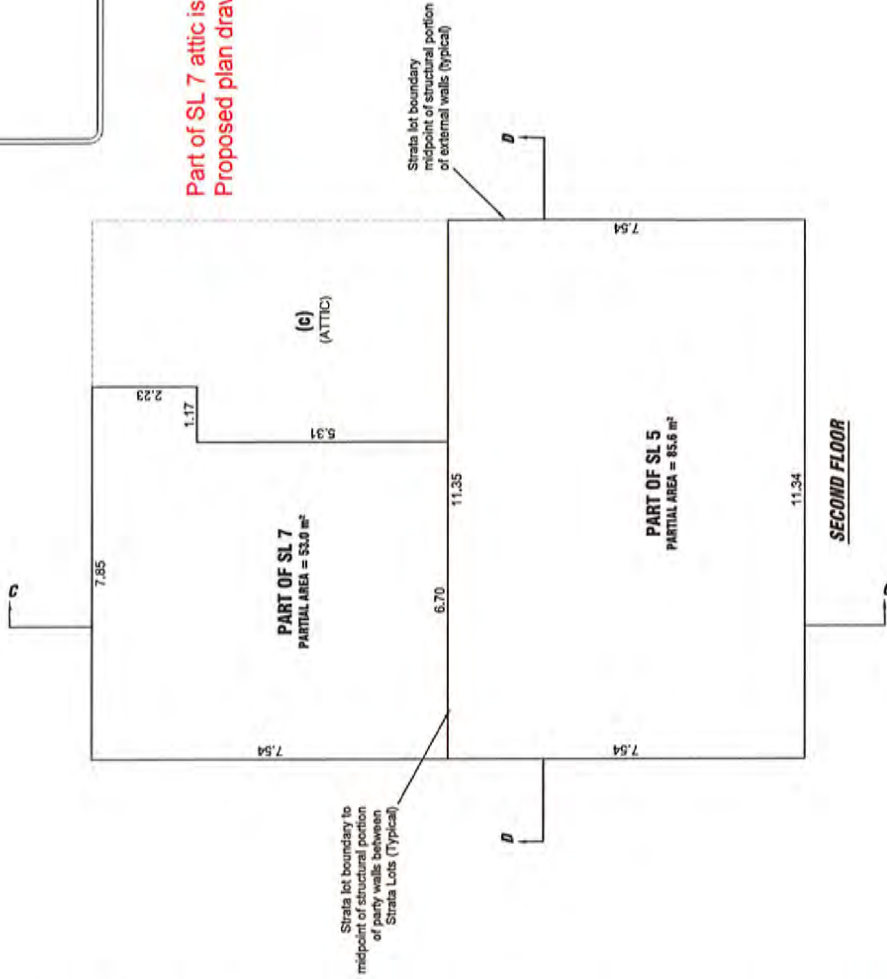 Part of SL 7 attic is
Proposed plan draw
Strata lot boundary
midpoint of structural portion
of external walls (typical)
C
D
7.85
2.23
1.17
5.31
(c)
(ATTIC)
PART OF SL 7
PARTIAL AREA = 53.0 m²
7.54
6.70
11.35
7.54
Strata lot boundary to
midpoint of structural portion
of party walls between
Strata Lots (Typical)
PART OF SL 5
PARTIAL AREA = 85.6 m²
7.54
11.34
D
SECOND FLOOR